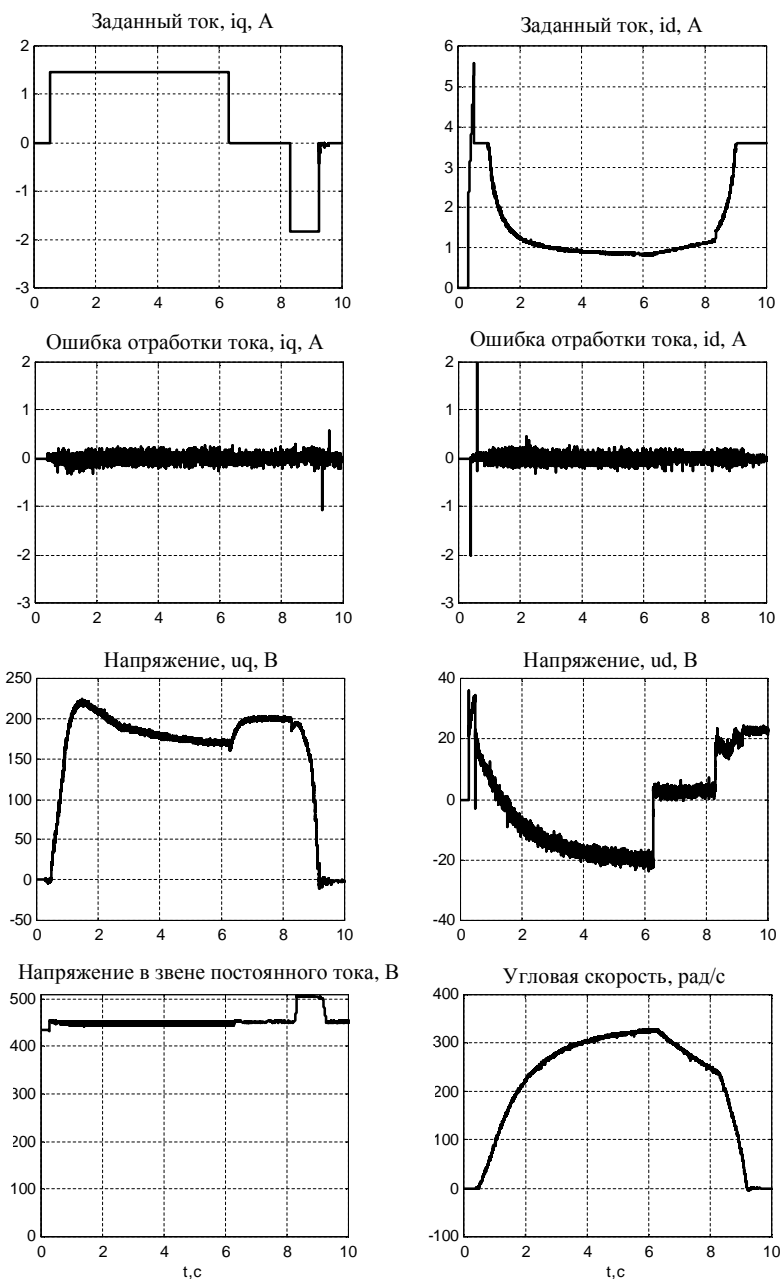 Заданный ток, iq, А
Заданный ток, id, А
2
1
0
-1
-2
-3
0 2 4 6 8 10
6
5
4
3
2
1
0
0 2 4 6 8 10
Ошибка отработки тока, iq, А
Ошибка отработки тока, id, А
2
1
0
-1
-2
-3
0 2 4 6 8 10
2
1
0
-1
-2
-3
0 2 4 6 8 10
Напряжение, uq, В
Напряжение, ud, В
250
200
150
100
50
0
-50
0 2 4 6 8 10
40
20
0
-20
-40
0 2 4 6 8 10
Напряжение в звене постоянного тока, В
Угловая скорость, рад/с
500
400
300
200
100
0
0 2 4 6 8 10
t,c
400
300
200
100
0
-100
0 2 4 6 8 10
t,c